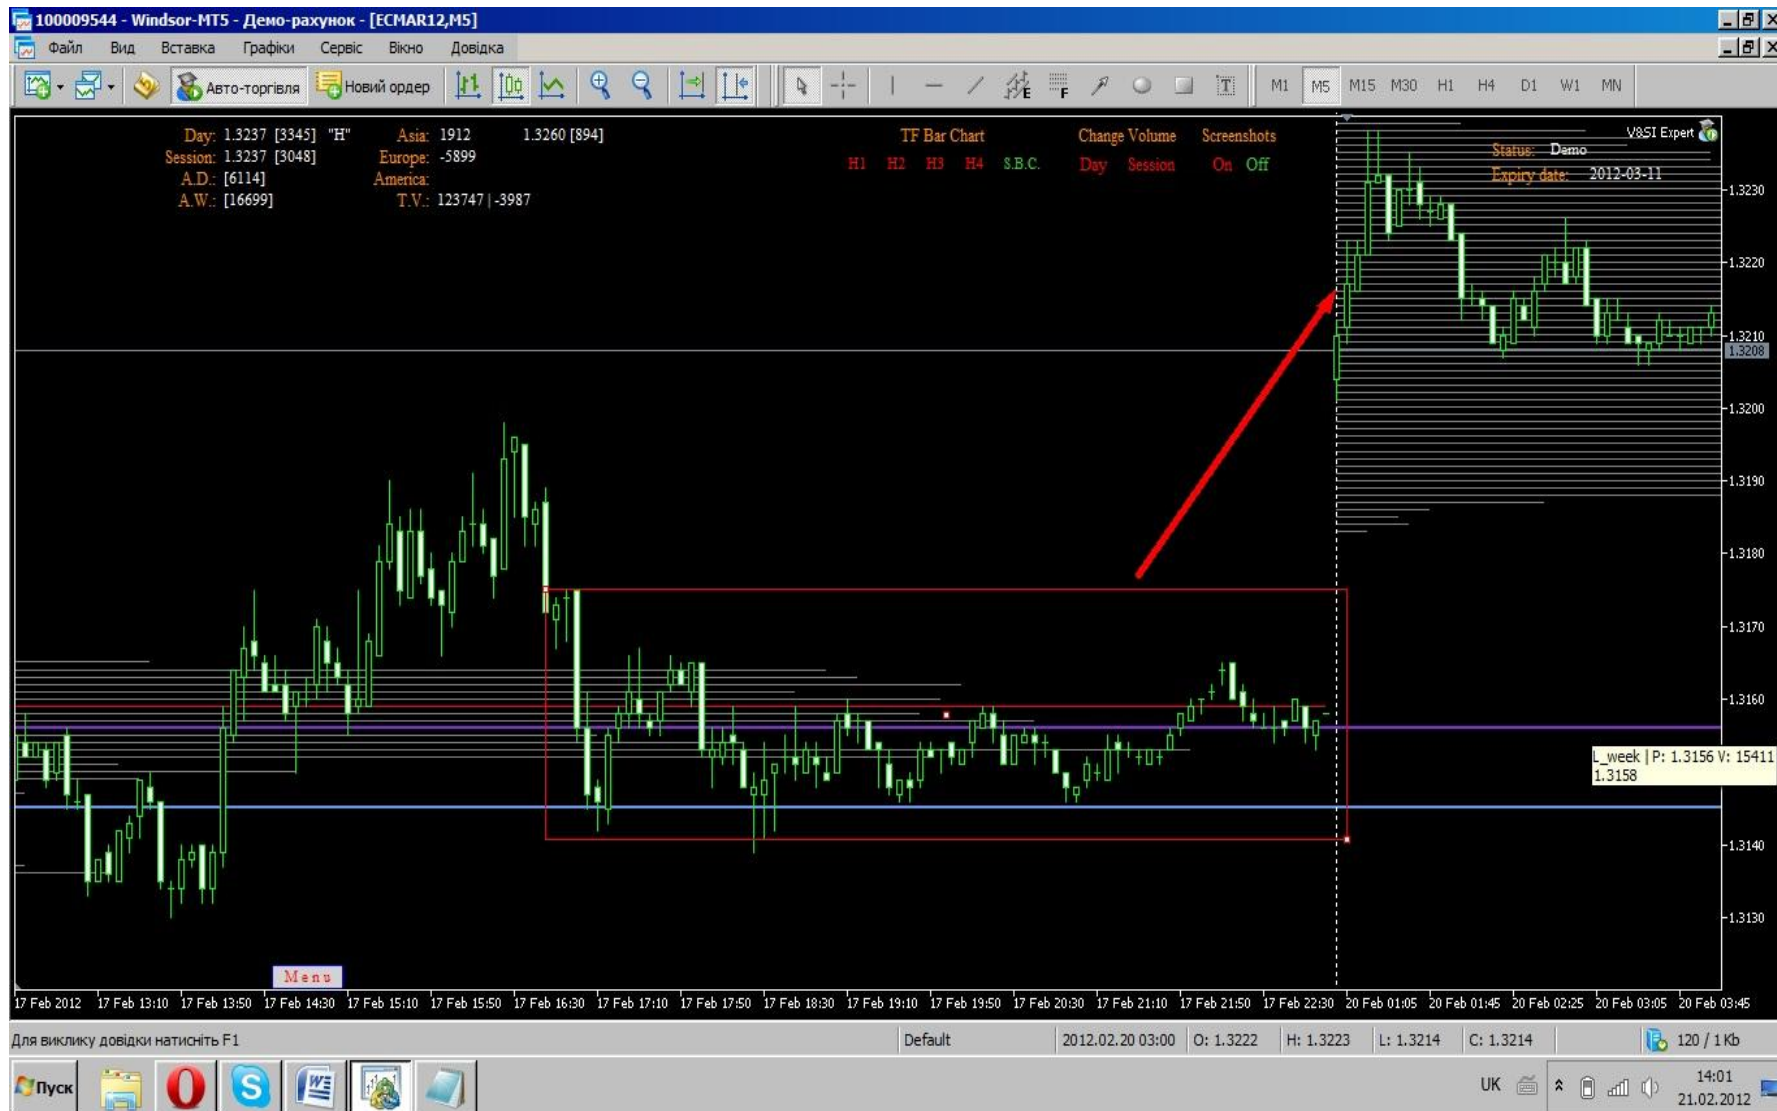 100009544 - Windsor-MT5 - Демо-рахунок - [ECMAR12,M5]
Файл Вид Вставка Графіки Сервіс Вікно Довідка
Авто-торгівля Новий ордер E F T M1 M5 M15 M30 H1 H4 D1 W1 MN
Day: 1.3237 [3345] "H" Asia: 1912 1.3260 [894] TF Bar Chart Change Volume Screenshots V&SI Expert
Session: 1.3237 [3048] Europe: -5899 H1 H2 H3 H4 S.B.C. Day Session On Off Status: Demo
A.D.: [6114] America: Expiry date: 2012-03-11
A.W.: [16699] T.V.: 123747 | -3987
1.3230
1.3220
1.3210
1.3208
1.3200
1.3190
1.3180
1.3170
1.3160
L_week | P: 1.3156 V: 15411
1.3158
1.3140
1.3130
Menu
17 Feb 2012 17 Feb 13:10 17 Feb 13:50 17 Feb 14:30 17 Feb 15:10 17 Feb 15:50 17 Feb 16:30 17 Feb 17:10 17 Feb 17:50 17 Feb 18:30 17 Feb 19:10 17 Feb 19:50 17 Feb 20:30 17 Feb 21:10 17 Feb 21:50 17 Feb 22:30 20 Feb 01:05 20 Feb 01:45 20 Feb 02:25 20 Feb 03:05 20 Feb 03:45
Для виклику довідки натисніть F1 Default 2012.02.20 03:00 O: 1.3222 H: 1.3223 L: 1.3214 C: 1.3214 120 / 1 Kb
Пуск UK 14:01
21.02.2012